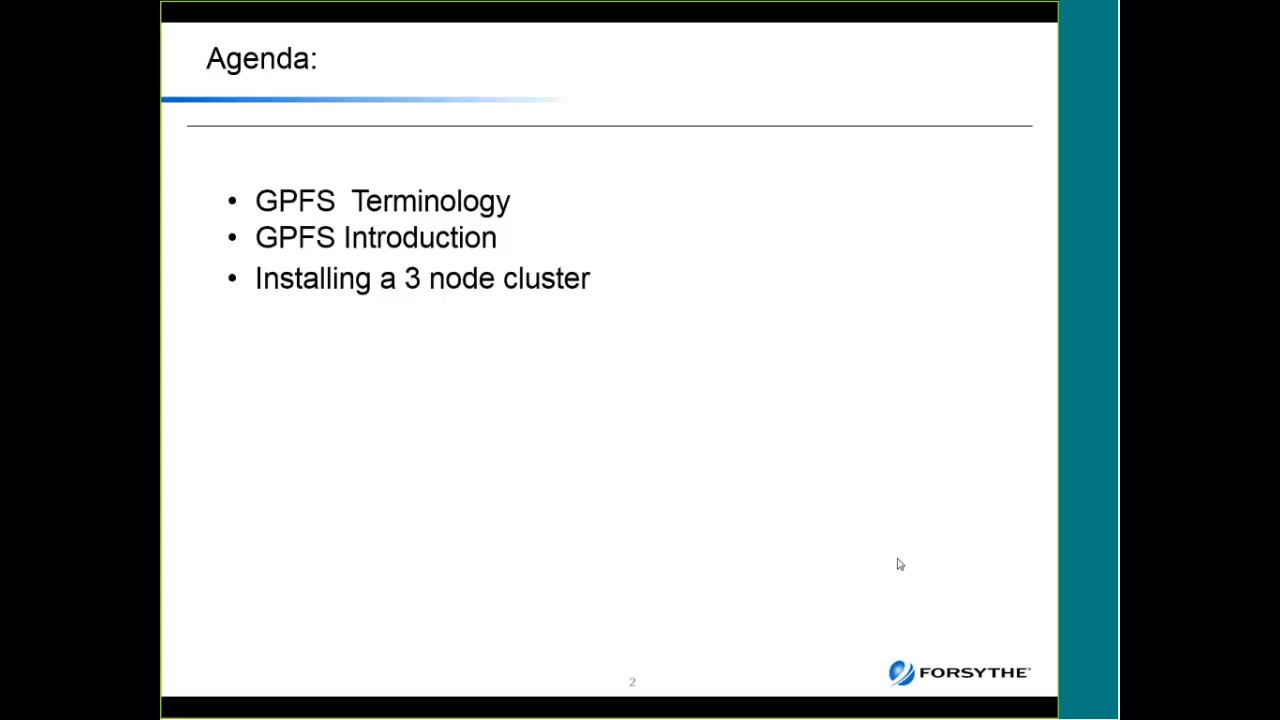 Agenda:
• GPFS  Terminology
• GPFS Introduction
• Installing a 3 node cluster
2
FORSYTHE